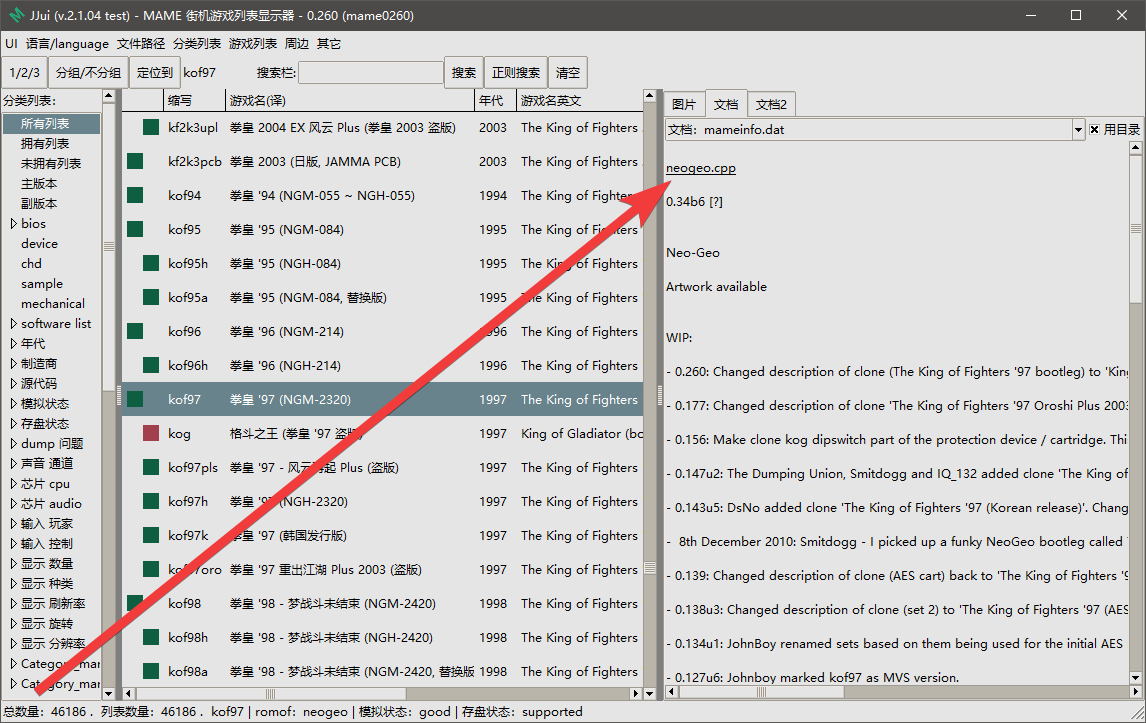 JJui (v.2.1.04 test) - MAME 街机游戏列表显示器 - 0.260 (mame0260)
UI 语言/language 文件路径 分类列表 游戏列表 周边 其它
1/2/3 分组/不分组 定位到 kof97 搜索栏: 搜索 正则搜索 清空
分类列表:
所有列表
拥有列表
未拥有列表
主版本
副版本
bios
device
chd
sample
mechanical
software list
年代
制造商
源代码
模拟状态
存盘状态
dump 问题
声音 通道
芯片 cpu
芯片 audio
输入 玩家
输入 控制
显示 数量
显示 种类
显示 刷新率
显示 旋转
显示 分辨率
Category_mar
Category_mar
缩写 游戏名(译) 年代 游戏名英文
kf2k3upl 拳皇 2004 EX 风云 Plus (拳皇 2003 盗版) 2003 The King of Fighters
kf2k3pcb 拳皇 2003 (日版, JAMMA PCB) 2003 The King of Fighters
kof94 拳皇 '94 (NGM-055 ~ NGH-055) 1994 The King of Fighters
kof95 拳皇 '95 (NGM-084) 1995 The King of Fighters
kof95h 拳皇 '95 (NGH-084) 1995 The King of Fighters
kof95a 拳皇 '95 (NGM-084, 替换版) 1995 The King of Fighters
kof96 拳皇 '96 (NGM-214) 1996 The King of Fighters
kof96h 拳皇 '96 (NGH-214) 1996 The King of Fighters
kof97 拳皇 '97 (NGM-2320) 1997 The King of Fighters
kog 格斗之王 (拳皇 '97 盗版) 1997 King of Gladiator (bo
kof97pls 拳皇 '97 - 风云再起 Plus (盗版) 1997 The King of Fighters
kof97h 拳皇 '97 (NGH-2320) 1997 The King of Fighters
kof97k 拳皇 '97 (韩国发行版) 1997 The King of Fighters
kof97oro 拳皇 '97 重出江湖 Plus 2003 (盗版) 1997 The King of Fighters
kof98 拳皇 '98 - 梦战斗未结束 (NGM-2420) 1998 The King of Fighters
kof98h 拳皇 '98 - 梦战斗未结束 (NGH-2420) 1998 The King of Fighters
kof98a 拳皇 '98 - 梦战斗未结束 (NGM-2420, 替换版 1998 The King of Fighters
图片 文档 文档2
文档: mameinfo.dat 用目录
neogeo.cpp
0.34b6 [?]
Neo-Geo
Artwork available
WIP:
- 0.260: Changed description of clone (The King of Fighters '97 bootleg) to 'King
- 0.177: Changed description of clone 'The King of Fighters '97 Oroshi Plus 2003
- 0.156: Make clone kog dipswitch part of the protection device / cartridge. Thi
- 0.147u2: The Dumping Union, Smitdogg and IQ_132 added clone 'The King of
- 0.143u5: DsNo added clone 'The King of Fighters '97 (Korean release)'. Chang
- 8th December 2010: Smitdogg - I picked up a funky NeoGeo bootleg called
- 0.139: Changed description of clone (AES cart) back to 'The King of Fighters '9
- 0.138u3: Changed description of clone (set 2) to 'The King of Fighters '97 (AES
- 0.134u1: JohnBoy renamed sets based on them being used for the initial AES
- 0.127u6: Johnboy marked kof97 as MVS version.
总数量: 46186 . 列表数量: 46186 . kof97 | romof: neogeo | 模拟状态: good | 存盘状态: supported